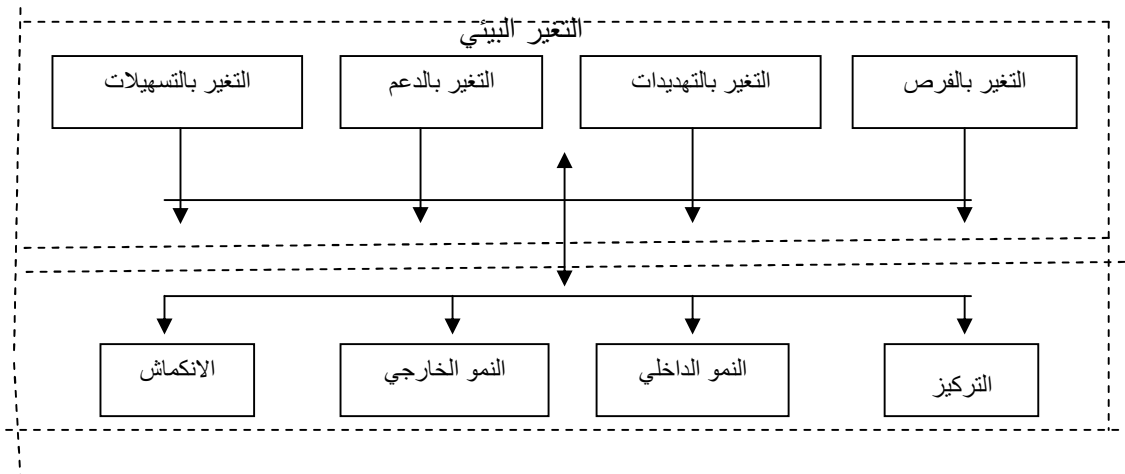 التغير البيئي
التغير بالفرص
التغير بالتهديدات
التغير بالدعم
التغير بالتسهيلات
التركيز
النمو الداخلي
النمو الخارجي
الانكماش